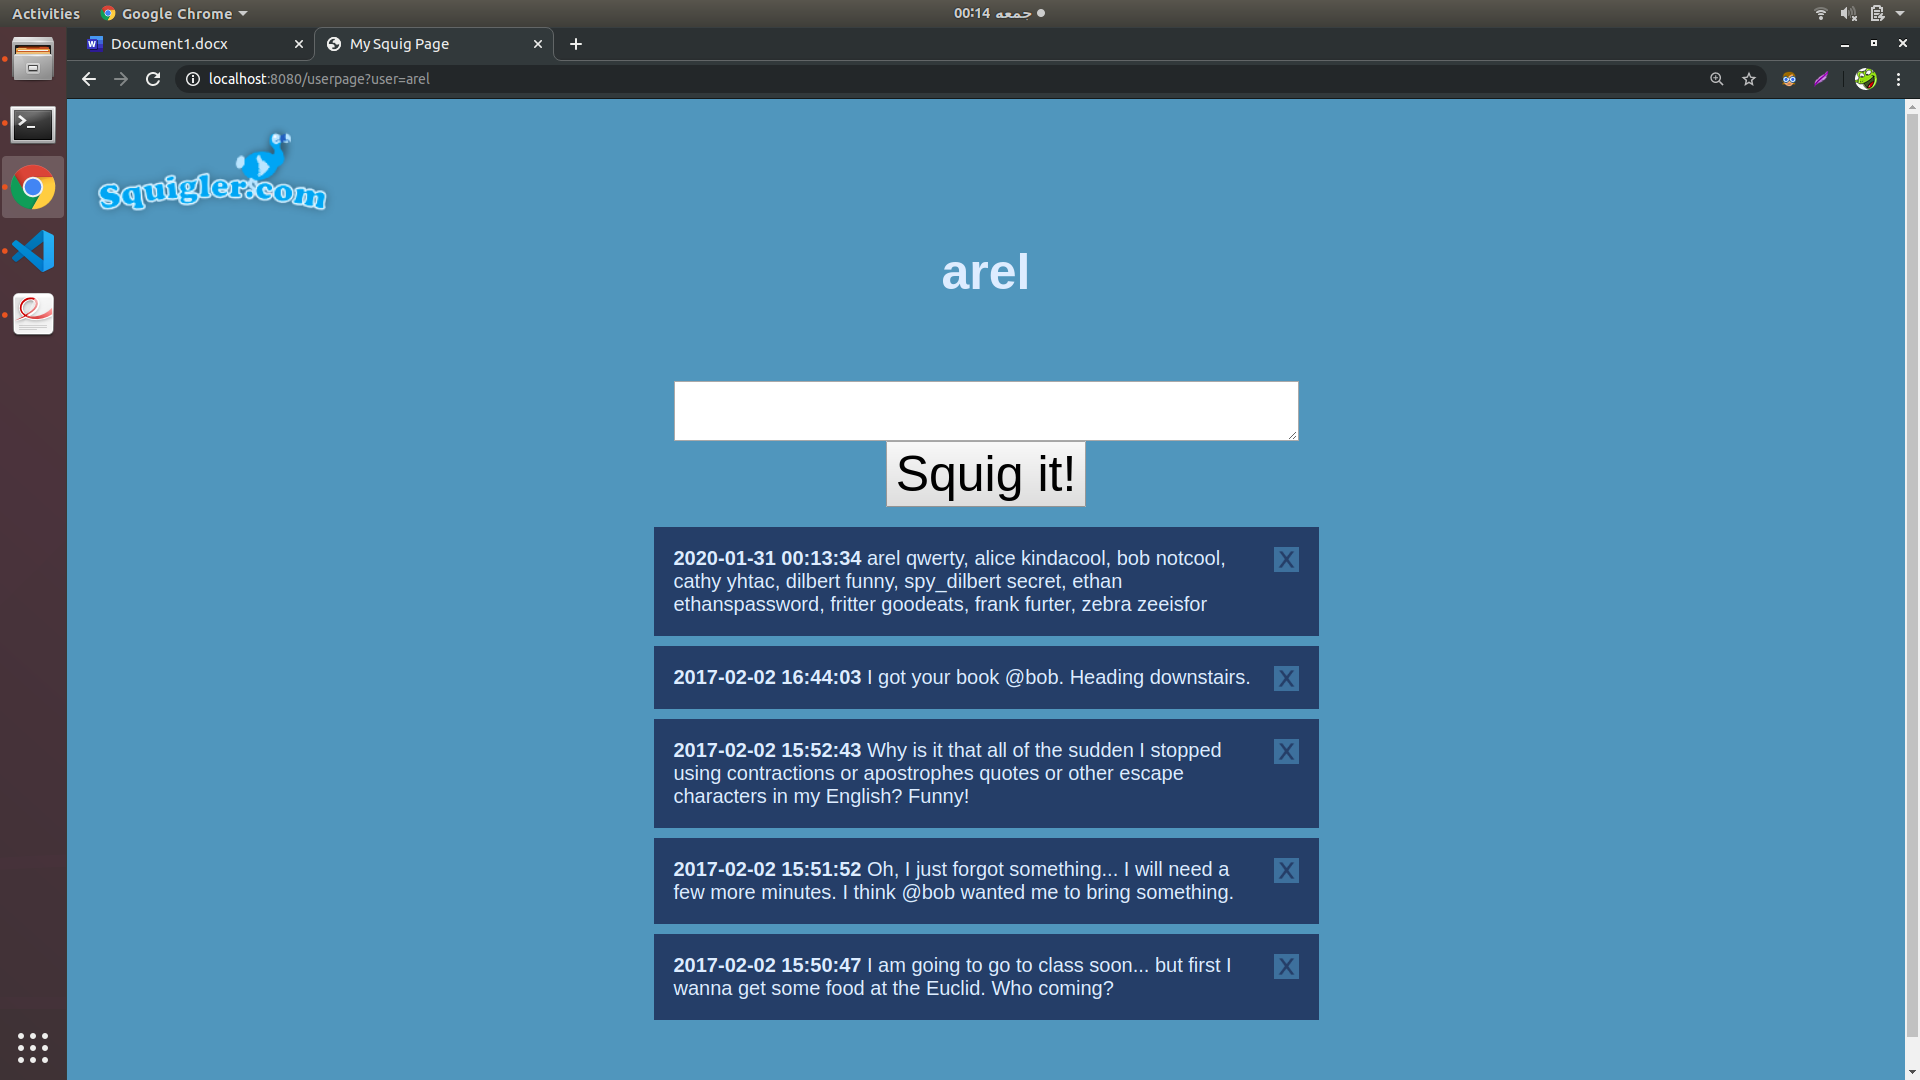 Activities
Google Chrome
جمعه 00:14
Document1.docx
My Squig Page
localhost:8080/userpage?user=arel
Squigler.com
arel
Squig it!
2020-01-31 00:13:34 arel qwerty, alice kindacool, bob notcool,
cathy yhtac, dilbert funny, spy_dilbert secret, ethan
ethanspassword, fritter goodeats, frank furter, zebra zeeisfor
X
2017-02-02 16:44:03 I got your book @bob. Heading downstairs.
X
2017-02-02 15:52:43 Why is it that all of the sudden I stopped
using contractions or apostrophes quotes or other escape
characters in my English? Funny!
X
2017-02-02 15:51:52 Oh, I just forgot something... I will need a
few more minutes. I think @bob wanted me to bring something.
X
2017-02-02 15:50:47 I am going to go to class soon... but first I
wanna get some food at the Euclid. Who coming?
X